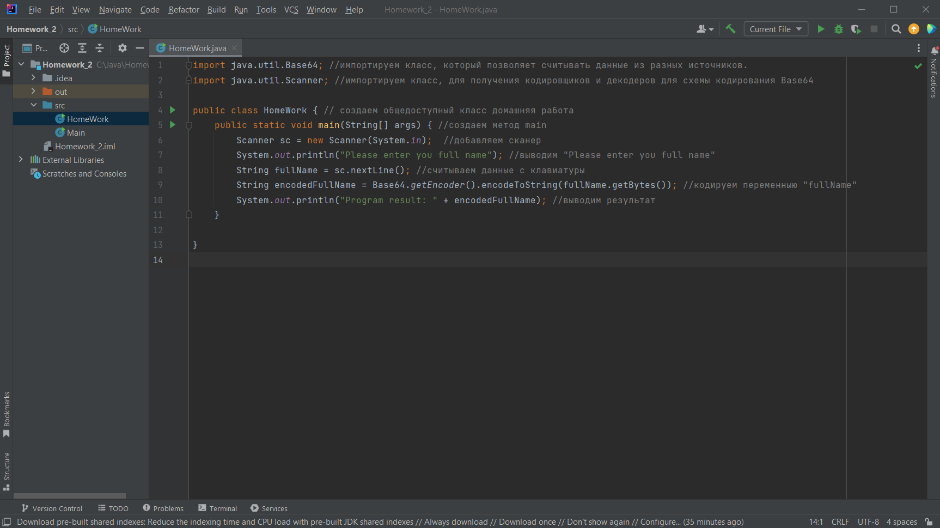 File Edit View Navigate Code Refactor Build Run Tools VCS Window Help Homework_2 - HomeWork.java
Homework 2 src HomeWork Current File
Project Pr... HomeWork.java
Homework_2 C:\Java\Homew
.idea
out
src
HomeWork
Main
Homework_2.iml
External Libraries
Scratches and Consoles
1 import java.util.Base64; //импортируем класс, который позволяет считывать данные из разных источников.
2 import java.util.Scanner; //импортируем класс, для получения кодировщиков и декодеров для схемы кодирования Base64
3
4 public class HomeWork { // создаем общедоступный класс домашняя работа
5 public static void main(String[] args) { //создаем метод main
6 Scanner sc = new Scanner(System.in); //добавляем сканер
7 System.out.println("Please enter you full name"); //выводим "Please enter you full name"
8 String fullName = sc.nextLine(); //считываем данные с клавиатуры
9 String encodedFullName = Base64.getEncoder().encodeToString(fullName.getBytes()); //кодируем переменную "fullName"
10 System.out.println("Program result: " + encodedFullName); //выводим результат
11 }
12
13 }
14
Notifications
Bookmarks
Structure
Version Control TODO Problems Terminal Services
Download pre-built shared indexes: Reduce the indexing time and CPU load with pre-built JDK shared indexes // Always download // Download once // Don't show again // Configure... (35 minutes ago) 14:1 CRLF UTF-8 4 spaces